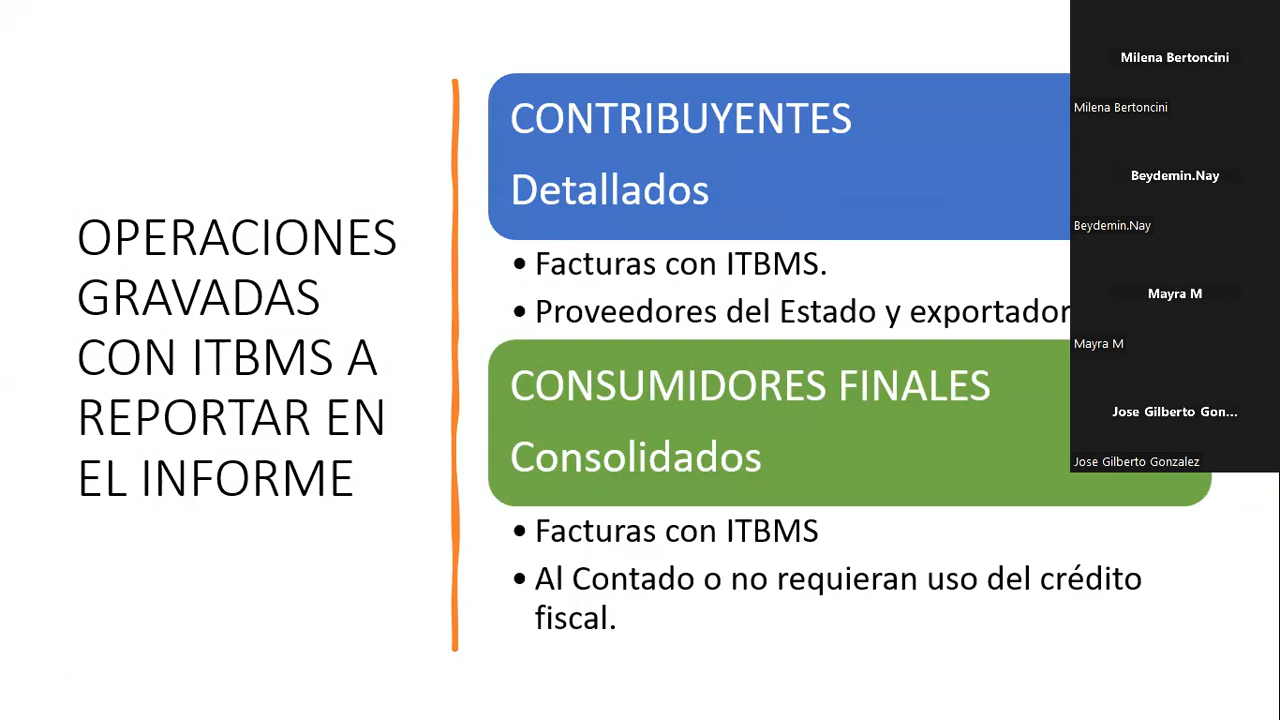 OPERACIONES
GRAVADAS
CON ITBMS A
REPORTAR EN
EL INFORME
CONTRIBUYENTES
Detallados
• Facturas con ITBMS.
• Proveedores del Estado y exportador
CONSUMIDORES FINALES
Consolidados
• Facturas con ITBMS
• Al Contado o no requieran uso del crédito
fiscal.
Milena Bertoncini
Milena Bertoncini
Beydemin.Nay
Beydemin.Nay
Mayra M
Mayra M
Jose Gilberto Gon...
Jose Gilberto Gonzalez